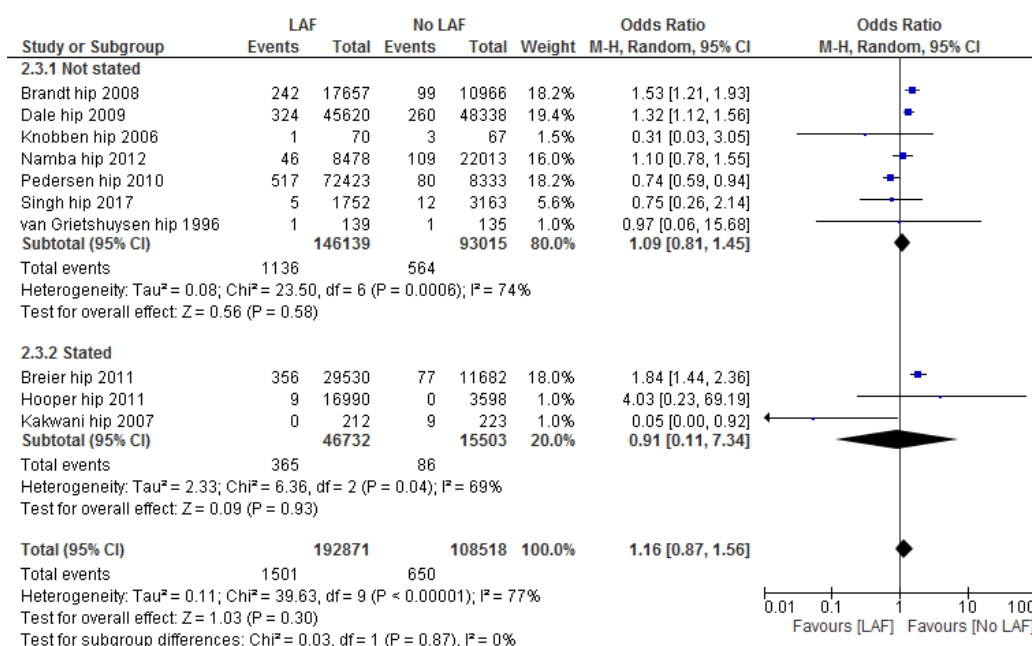 LAF No LAF Odds Ratio Odds Ratio
Study or Subgroup Events Total Events Total Weight M-H, Random, 95% CI M-H, Random, 95% CI
2.3.1 Not stated
Brandt hip 2008 242 17657 99 10966 18.2% 1.53 [1.21, 1.93]
Dale hip 2009 324 45620 260 48338 19.4% 1.32 [1.12, 1.56]
Knobben hip 2006 1 70 3 67 1.5% 0.31 [0.03, 3.05]
Namba hip 2012 46 8478 109 22013 16.0% 1.10 [0.78, 1.55]
Pedersen hip 2010 517 72423 80 8333 18.2% 0.74 [0.59, 0.94]
Singh hip 2017 5 1752 12 3163 5.6% 0.75 [0.26, 2.14]
van Grietshuysen hip 1996 1 139 1 135 1.0% 0.97 [0.06, 15.68]
Subtotal (95% CI) 146139 93015 80.0% 1.09 [0.81, 1.45]
Total events 1136 564
Heterogeneity: Tau² = 0.08; Chi² = 23.50, df = 6 (P = 0.0006); I² = 74%
Test for overall effect: Z = 0.56 (P = 0.58)
2.3.2 Stated
Breier hip 2011 356 29530 77 11682 18.0% 1.84 [1.44, 2.36]
Hooper hip 2011 9 16990 0 3598 1.0% 4.03 [0.23, 69.19]
Kakwani hip 2007 0 212 9 223 1.0% 0.05 [0.00, 0.92]
Subtotal (95% CI) 46732 15503 20.0% 0.91 [0.11, 7.34]
Total events 365 86
Heterogeneity: Tau² = 2.33; Chi² = 6.36, df = 2 (P = 0.04); I² = 69%
Test for overall effect: Z = 0.09 (P = 0.93)
Total (95% CI) 192871 108518 100.0% 1.16 [0.87, 1.56]
Total events 1501 650
Heterogeneity: Tau² = 0.11; Chi² = 39.63, df = 9 (P < 0.00001); I² = 77%
Test for overall effect: Z = 1.03 (P = 0.30)
Test for subgroup differences: Chi² = 0.03, df = 1 (P = 0.87), I² = 0%
0.01 0.1 1 10 100
Favours [LAF] Favours [No LAF]